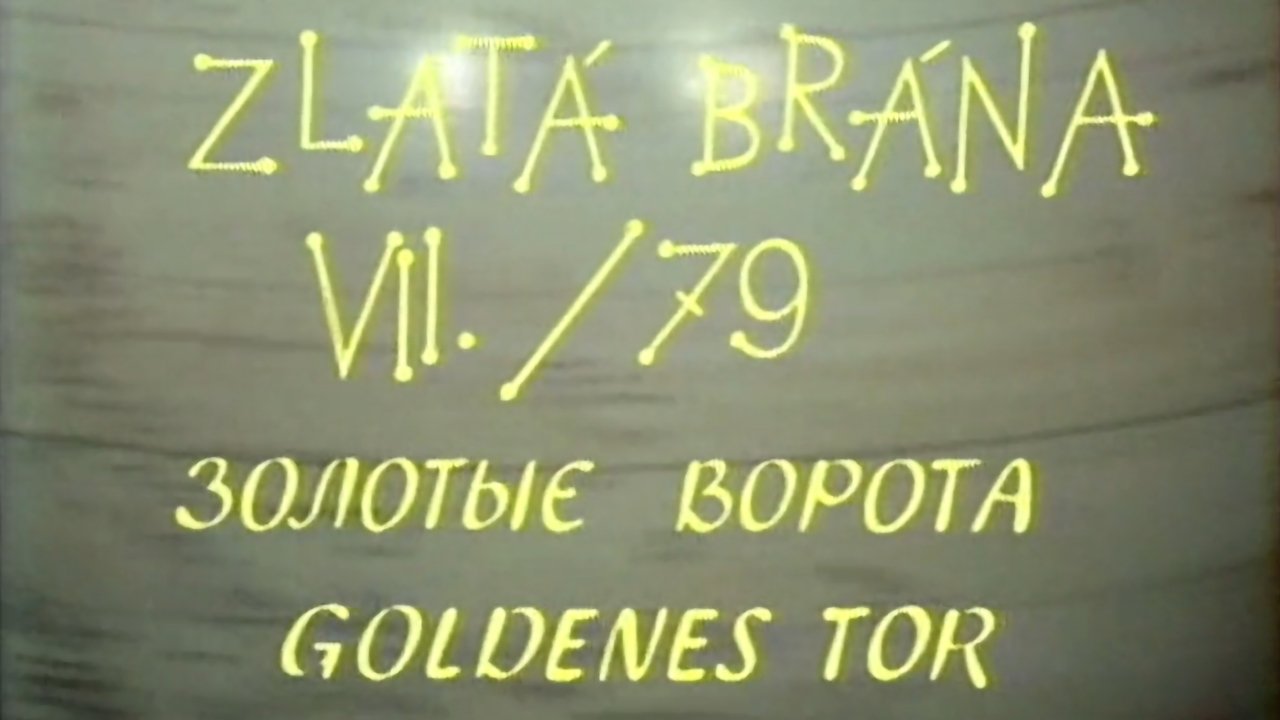 ZLATÁ BRÁNA
VII./79
ЗОЛОТЫЕ ВОРОТА
GOLDENES TOR